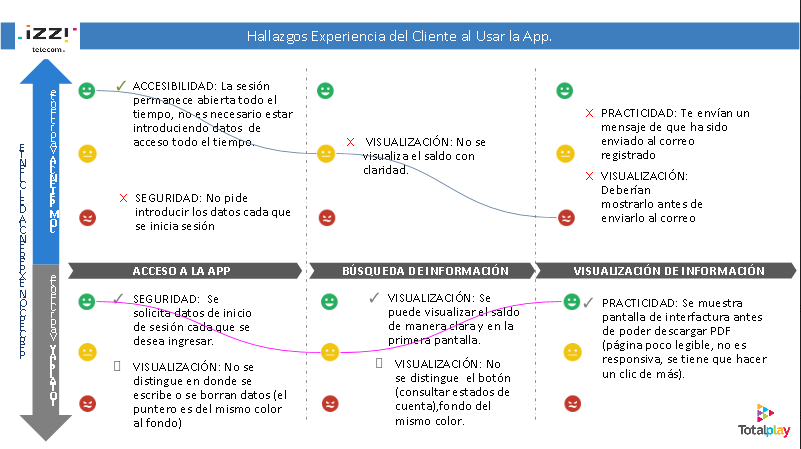 izzi
telecom.
Hallazgos Experiencia del Cliente al Usar la App.
✓ ACCESIBILIDAD: La sesión
permanece abierta todo el
tiempo, no es necesario estar
introduciendo datos de
acceso todo el tiempo.
X SEGURIDAD: No pide
introducir los datos cada que
se inicia sesión
X VISUALIZACIÓN: No se
visualiza el saldo con
claridad.
X PRACTICIDAD: Te envían un
mensaje de que ha sido
enviado al correo
registrado
X VISUALIZACIÓN:
Deberían
mostrarlo antes de
enviarlo al correo
ACCESO A LA APP
BÚSQUEDA DE INFORMACIÓN
VISUALIZACIÓN DE INFORMACIÓN
✓ SEGURIDAD: Se
solicita datos de inicio
de sesión cada que se
desea ingresar.
VISUALIZACIÓN: No se
distingue en donde se
escribe o se borran datos (el
puntero es del mismo color
al fondo)
✓ VISUALIZACIÓN: Se
puede visualizar el saldo
de manera clara y en la
primera pantalla.
VISUALIZACIÓN: No
se distingue el botón
(consultar estados de
cuenta),fondo del
mismo color.
✓ PRACTICIDAD: Se muestra
pantalla de interfactura antes
de poder descargar PDF
(página poco legible, no es
responsiva, se tiene que hacer
un clic de más).
Totalplay